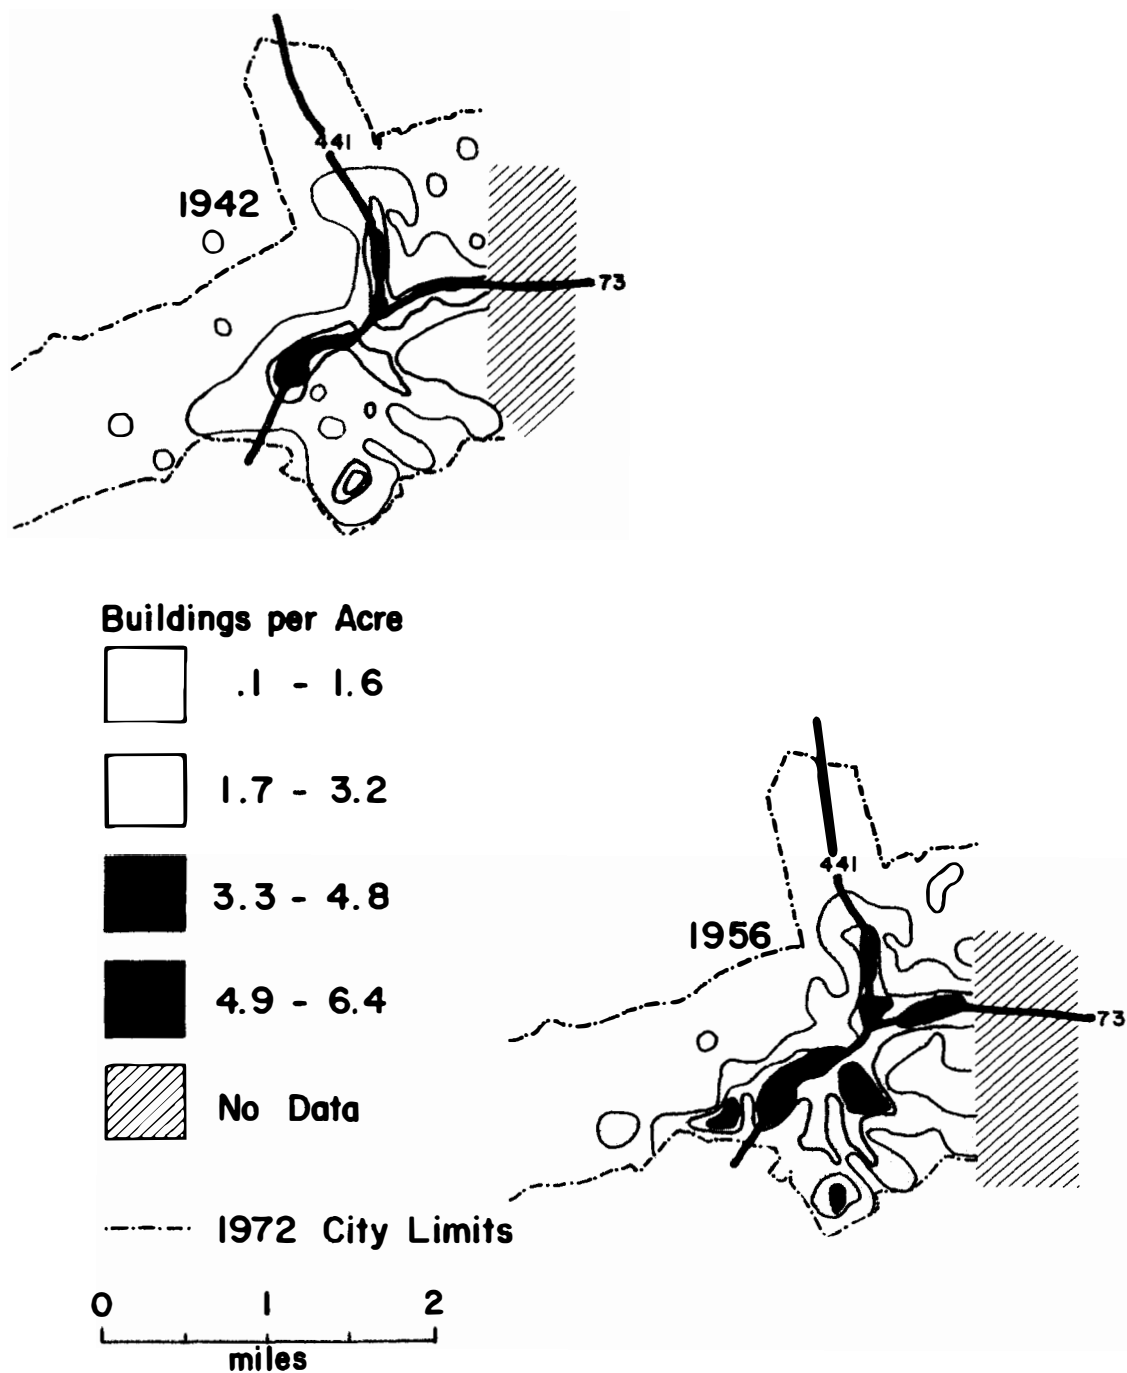 441
1942
73
Buildings per Acre
.1 - 1.6
1.7 - 3.2
3.3 - 4.8
4.9 - 6.4
No Data
1972 City Limits
0 1 2
miles
441
1956
73